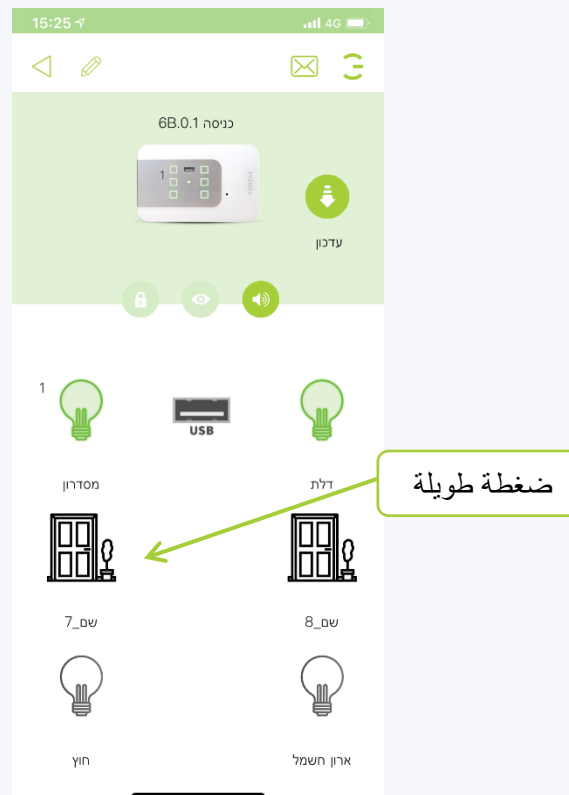 15:25
4G
כניסה 6B.0.1
1
עדכון
1
USB
מסדרון
דלת
ضغطة طويلة
שם_7
שם_8
חוץ
ארון חשמל